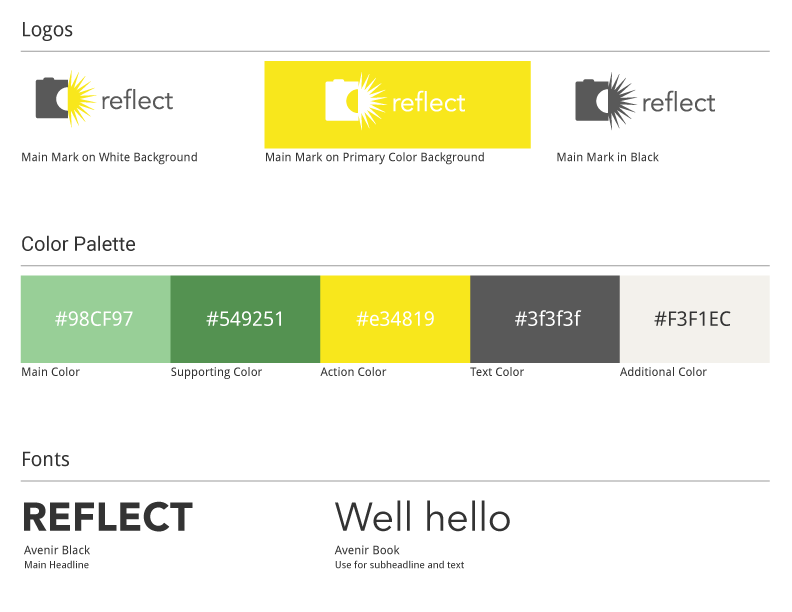 Logos
reflect
reflect
reflect
Main Mark on White Background
Main Mark on Primary Color Background
Main Mark in Black
Color Palette
#98CF97
#549251
#e34819
#3f3f3f
#F3F1EC
Main Color
Supporting Color
Action Color
Text Color
Additional Color
Fonts
REFLECT
Well hello
Avenir Black
Avenir Book
Main Headline
Use for subheadline and text